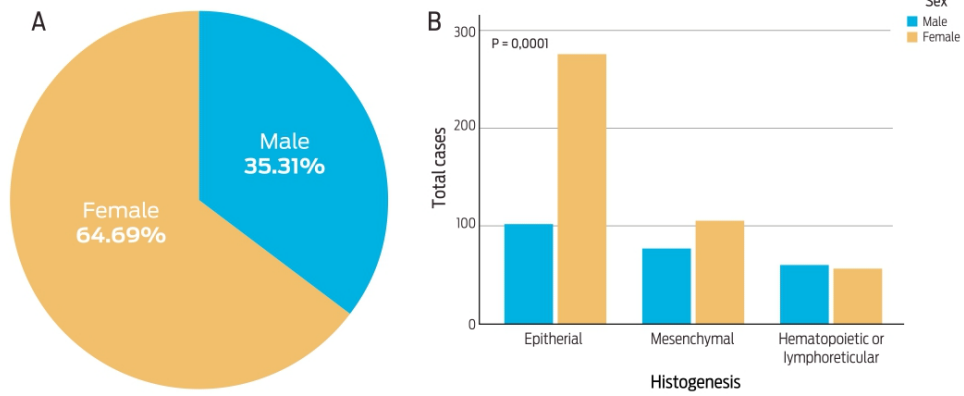 A
Male
35.31%
Female
64.69%
B
Sex
Male
Female
P = 0,0001
300
200
100
0
Total cases
Epitherial
Mesenchymal
Hematopoietic or
lymphoreticular
Histogenesis